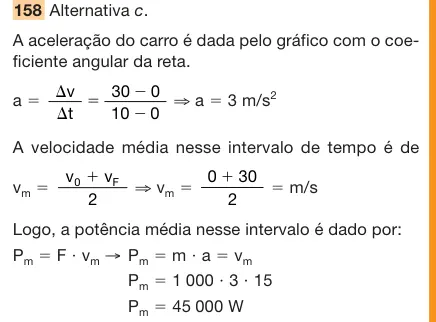 158 Alternativa c.
A aceleração do carro é dada pelo gráfico com o coe-
ficiente angular da reta.
a = Δv/Δt = (30 − 0)/(10 − 0) ⇒ a = 3 m/s²
A velocidade média nesse intervalo de tempo é de
vₘ = (v₀ + v_F)/2 ⇒ vₘ = (0 + 30)/2 = m/s
Logo, a potência média nesse intervalo é dado por:
Pₘ = F · vₘ → Pₘ = m · a = vₘ
Pₘ = 1 000 · 3 · 15
Pₘ = 45 000 W